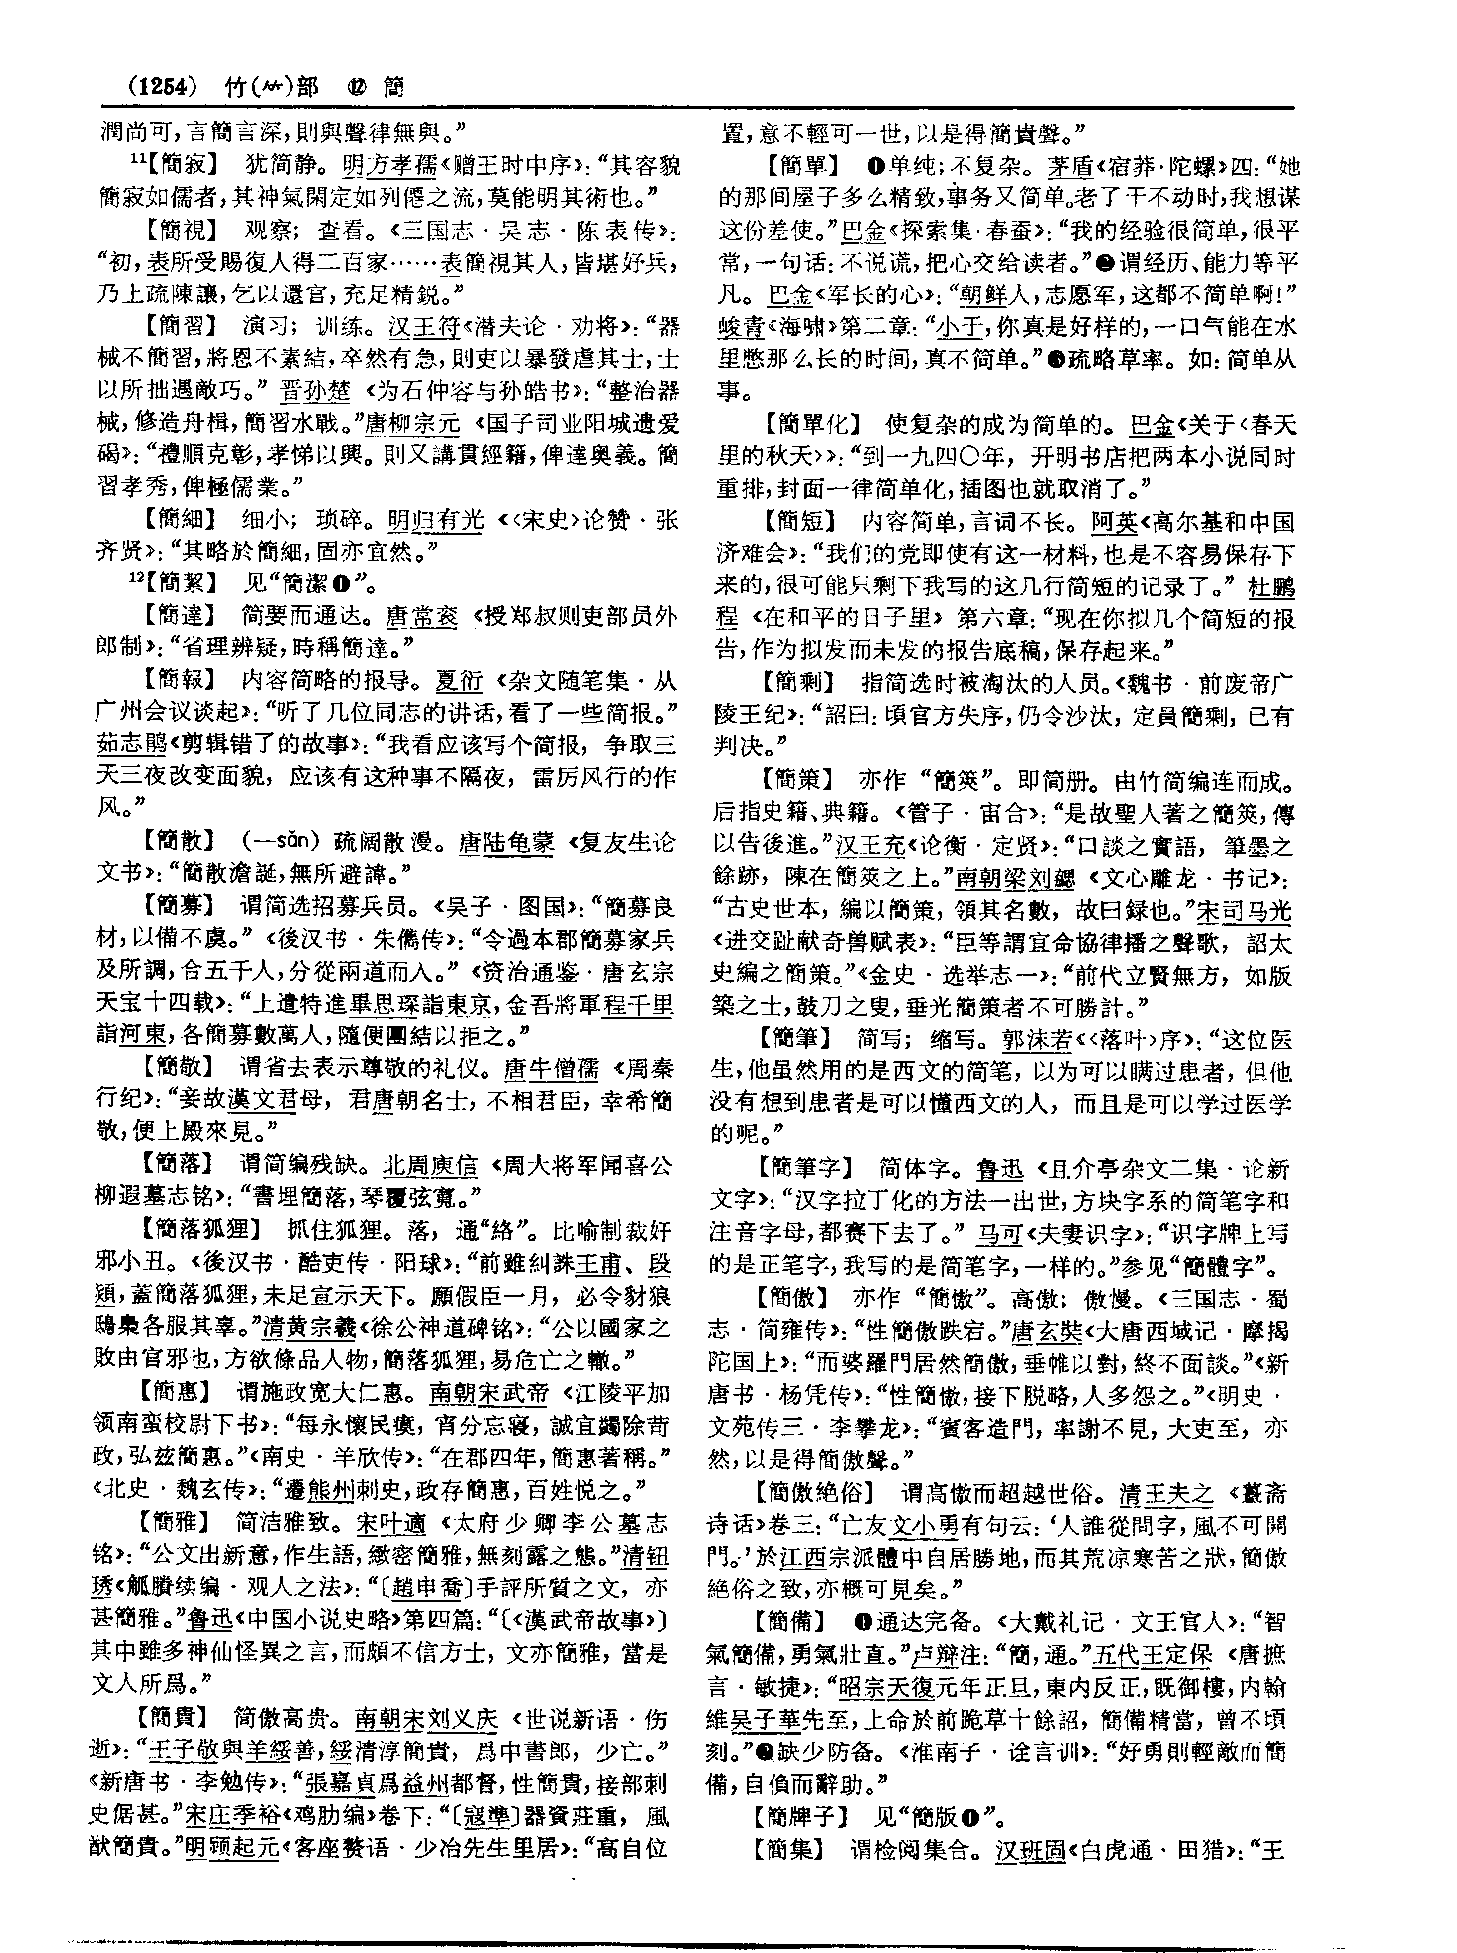 (1254)　竹(⺮)部　⑫　簡
潤尚可，言簡言深，則與聲律無與。”
¹¹【簡寂】　犹简静。明方孝孺《赠王时中序》：“其容貌
簡寂如儒者，其神氣閑定如列僊之流，莫能明其術也。”
【簡視】　观察；查看。《三国志·吴志·陈表传》：
“初，表所受賜復人得二百家……表簡視其人，皆堪好兵，
乃上疏陳讓，乞以還官，充足精鋭。”
【簡習】　演习；训练。汉王符《潜夫论·劝将》：“器
械不簡習，將恩不素結，卒然有急，則吏以暴發虐其士，士
以所拙遇敵巧。”晋孙楚《为石仲容与孙皓书》：“整治器
械，修造舟楫，簡習水戰。”唐柳宗元《国子司业阳城遗爱
碣》：“禮順克彰，孝悌以興。則又講貫經籍，俾達奥義。簡
習孝秀，俾極儒業。”
【簡細】　细小；琐碎。明归有光《〈宋史〉论赞·张
齐贤》：“其略於簡細，固亦宜然。”
¹²【簡絜】　见“簡潔❶”。
【簡達】　简要而通达。唐常衮《授郑叔则吏部员外
郎制》：“省理辨疑，時稱簡達。”
【簡報】　内容简略的报导。夏衍《杂文随笔集·从
广州会议谈起》：“听了几位同志的讲话，看了一些简报。”
茹志鹃《剪辑错了的故事》：“我看应该写个简报，争取三
天三夜改变面貌，应该有这种事不隔夜，雷厉风行的作
风。”
【簡散】　(—sǎn)疏阔散漫。唐陆龟蒙《复友生论
文书》：“簡散澹誕，無所避諱。”
【簡募】　谓简选招募兵员。《吴子·图国》：“簡募良
材，以備不虞。”《後汉书·朱儁传》：“令過本郡簡募家兵
及所調，合五千人，分從兩道而入。”《资治通鉴·唐玄宗
天宝十四载》：“上遣特進畢思琛詣東京，金吾將軍程千里
詣河東，各簡募數萬人，隨便團結以拒之。”
【簡敬】　谓省去表示尊敬的礼仪。唐牛僧孺《周秦
行纪》：“妾故漢文君母，君唐朝名士，不相君臣，幸希簡
敬，便上殿來見。”
【簡落】　谓简编残缺。北周庾信《周大将军闻喜公
柳遐墓志铭》：“書埋簡落，琴覆弦寬。”
【簡落狐狸】　抓住狐狸。落，通“絡”。比喻制裁奸
邪小丑。《後汉书·酷吏传·阳球》：“前雖糾誅王甫、段
熲，蓋簡落狐狸，未足宣示天下。願假臣一月，必令豺狼
鴟梟各服其辜。”清黄宗羲《徐公神道碑铭》：“公以國家之
敗由官邪也，方欲條品人物，簡落狐狸，易危亡之轍。”
【簡惠】　谓施政宽大仁惠。南朝宋武帝《江陵平加
领南蛮校尉下书》：“每永懷民瘼，宵分忘寝，誠宜蠲除苛
政，弘兹簡惠。”《南史·羊欣传》：“在郡四年，簡惠著稱。”
《北史·魏玄传》：“遷熊州刺史，政存簡惠，百姓悦之。”
【簡雅】　简洁雅致。宋叶適《太府少卿李公墓志
铭》：“公文出新意，作生語，緻密簡雅，無刻露之態。”清钮
琇《觚賸续编·观人之法》：“〔趙申喬〕手評所質之文，亦
甚簡雅。”鲁迅《中国小说史略》第四篇：“〔《漢武帝故事》〕
其中雖多神仙怪異之言，而頗不信方士，文亦簡雅，當是
文人所爲。”
【簡貴】　简傲高贵。南朝宋刘义庆《世说新语·伤
逝》：“王子敬與羊綏善，綏清淳簡貴，爲中書郎，少亡。”
《新唐书·李勉传》：“張嘉貞爲益州都督，性簡貴，接部刺
史倨甚。”宋庄季裕《鸡肋编》卷下：“〔寇準〕器資莊重，風
猷簡貴。”明顾起元《客座赘语·少冶先生里居》：“高自位
置，意不輕可一世，以是得簡貴聲。”
【簡單】　❶单纯；不复杂。茅盾《宿莽·陀螺》四：“她
的那间屋子多么精致，事务又简单。老了干不动时，我想谋
这份差使。”巴金《探索集·春蚕》：“我的经验很简单，很平
常，一句话：不说谎，把心交给读者。”❷谓经历、能力等平
凡。巴金《军长的心》：“朝鲜人，志愿军，这都不简单啊！”
峻青《海啸》第二章：“小于，你真是好样的，一口气能在水
里憋那么长的时间，真不简单。”❸疏略草率。如：简单从
事。
【簡單化】　使复杂的成为简单的。巴金《关于〈春天
里的秋天〉》：“到一九四〇年，开明书店把两本小说同时
重排，封面一律简单化，插图也就取消了。”
【簡短】　内容简单，言词不长。阿英《高尔基和中国
济难会》：“我们的党即使有这一材料，也是不容易保存下
来的，很可能只剩下我写的这几行简短的记录了。”杜鹏
程《在和平的日子里》第六章：“现在你拟几个简短的报
告，作为拟发而未发的报告底稿，保存起来。”
【簡剩】　指简选时被淘汰的人员。《魏书·前废帝广
陵王纪》：“詔曰：頃官方失序，仍令沙汰，定員簡剩，已有
判決。”
【簡策】　亦作“簡筴”。即简册。由竹简编连而成。
后指史籍、典籍。《管子·宙合》：“是故聖人著之簡筴，傳
以告後進。”汉王充《论衡·定贤》：“口談之實語，筆墨之
餘跡，陳在簡筴之上。”南朝梁刘勰《文心雕龙·书记》：
“古史世本，編以簡策，領其名數，故曰録也。”宋司马光
《进交趾献奇兽赋表》：“臣等謂宜命協律播之聲歌，詔太
史編之簡策。”《金史·选举志一》：“前代立賢無方，如版
築之士，鼓刀之叟，垂光簡策者不可勝計。”
【簡筆】　简写；缩写。郭沫若《〈落叶〉序》：“这位医
生，他虽然用的是西文的简笔，以为可以瞒过患者，但他
没有想到患者是可以懂西文的人，而且是可以学过医学
的呢。”
【簡筆字】　简体字。鲁迅《且介亭杂文二集·论新
文字》：“汉字拉丁化的方法一出世，方块字系的简笔字和
注音字母，都赛下去了。”马可《夫妻识字》：“识字牌上写
的是正笔字，我写的是简笔字，一样的。”参见“簡體字”。
【簡傲】　亦作“簡慠”。高傲；傲慢。《三国志·蜀
志·简雍传》：“性簡傲跌宕。”唐玄奘《大唐西域记·摩揭
陀国上》：“而婆羅門居然簡傲，垂帷以對，終不面談。”《新
唐书·杨凭传》：“性簡慠，接下脱略，人多怨之。”《明史·
文苑传三·李攀龙》：“賓客造門，率謝不見，大吏至，亦
然，以是得簡傲聲。”
【簡傲絶俗】　谓高傲而超越世俗。清王夫之《薑斋
诗话》卷三：“亡友文小勇有句云：‘人誰從問字，風不可開
門。’於江西宗派體中自居勝地，而其荒凉寒苦之狀，簡傲
絶俗之致，亦概可見矣。”
【簡備】　❶通达完备。《大戴礼记·文王官人》：“智
氣簡備，勇氣壯直。”卢辩注：“簡，通。”五代王定保《唐摭
言·敏捷》：“昭宗天復元年正旦，東内反正，既御樓，内翰
維吴子華先至，上命於前跪草十餘詔，簡備精當，曾不頃
刻。”❷缺少防备。《淮南子·诠言训》：“好勇則輕敵而簡
備，自偩而辭助。”
【簡牌子】　见“簡版❶”。
【簡集】　谓检阅集合。汉班固《白虎通·田猎》：“王